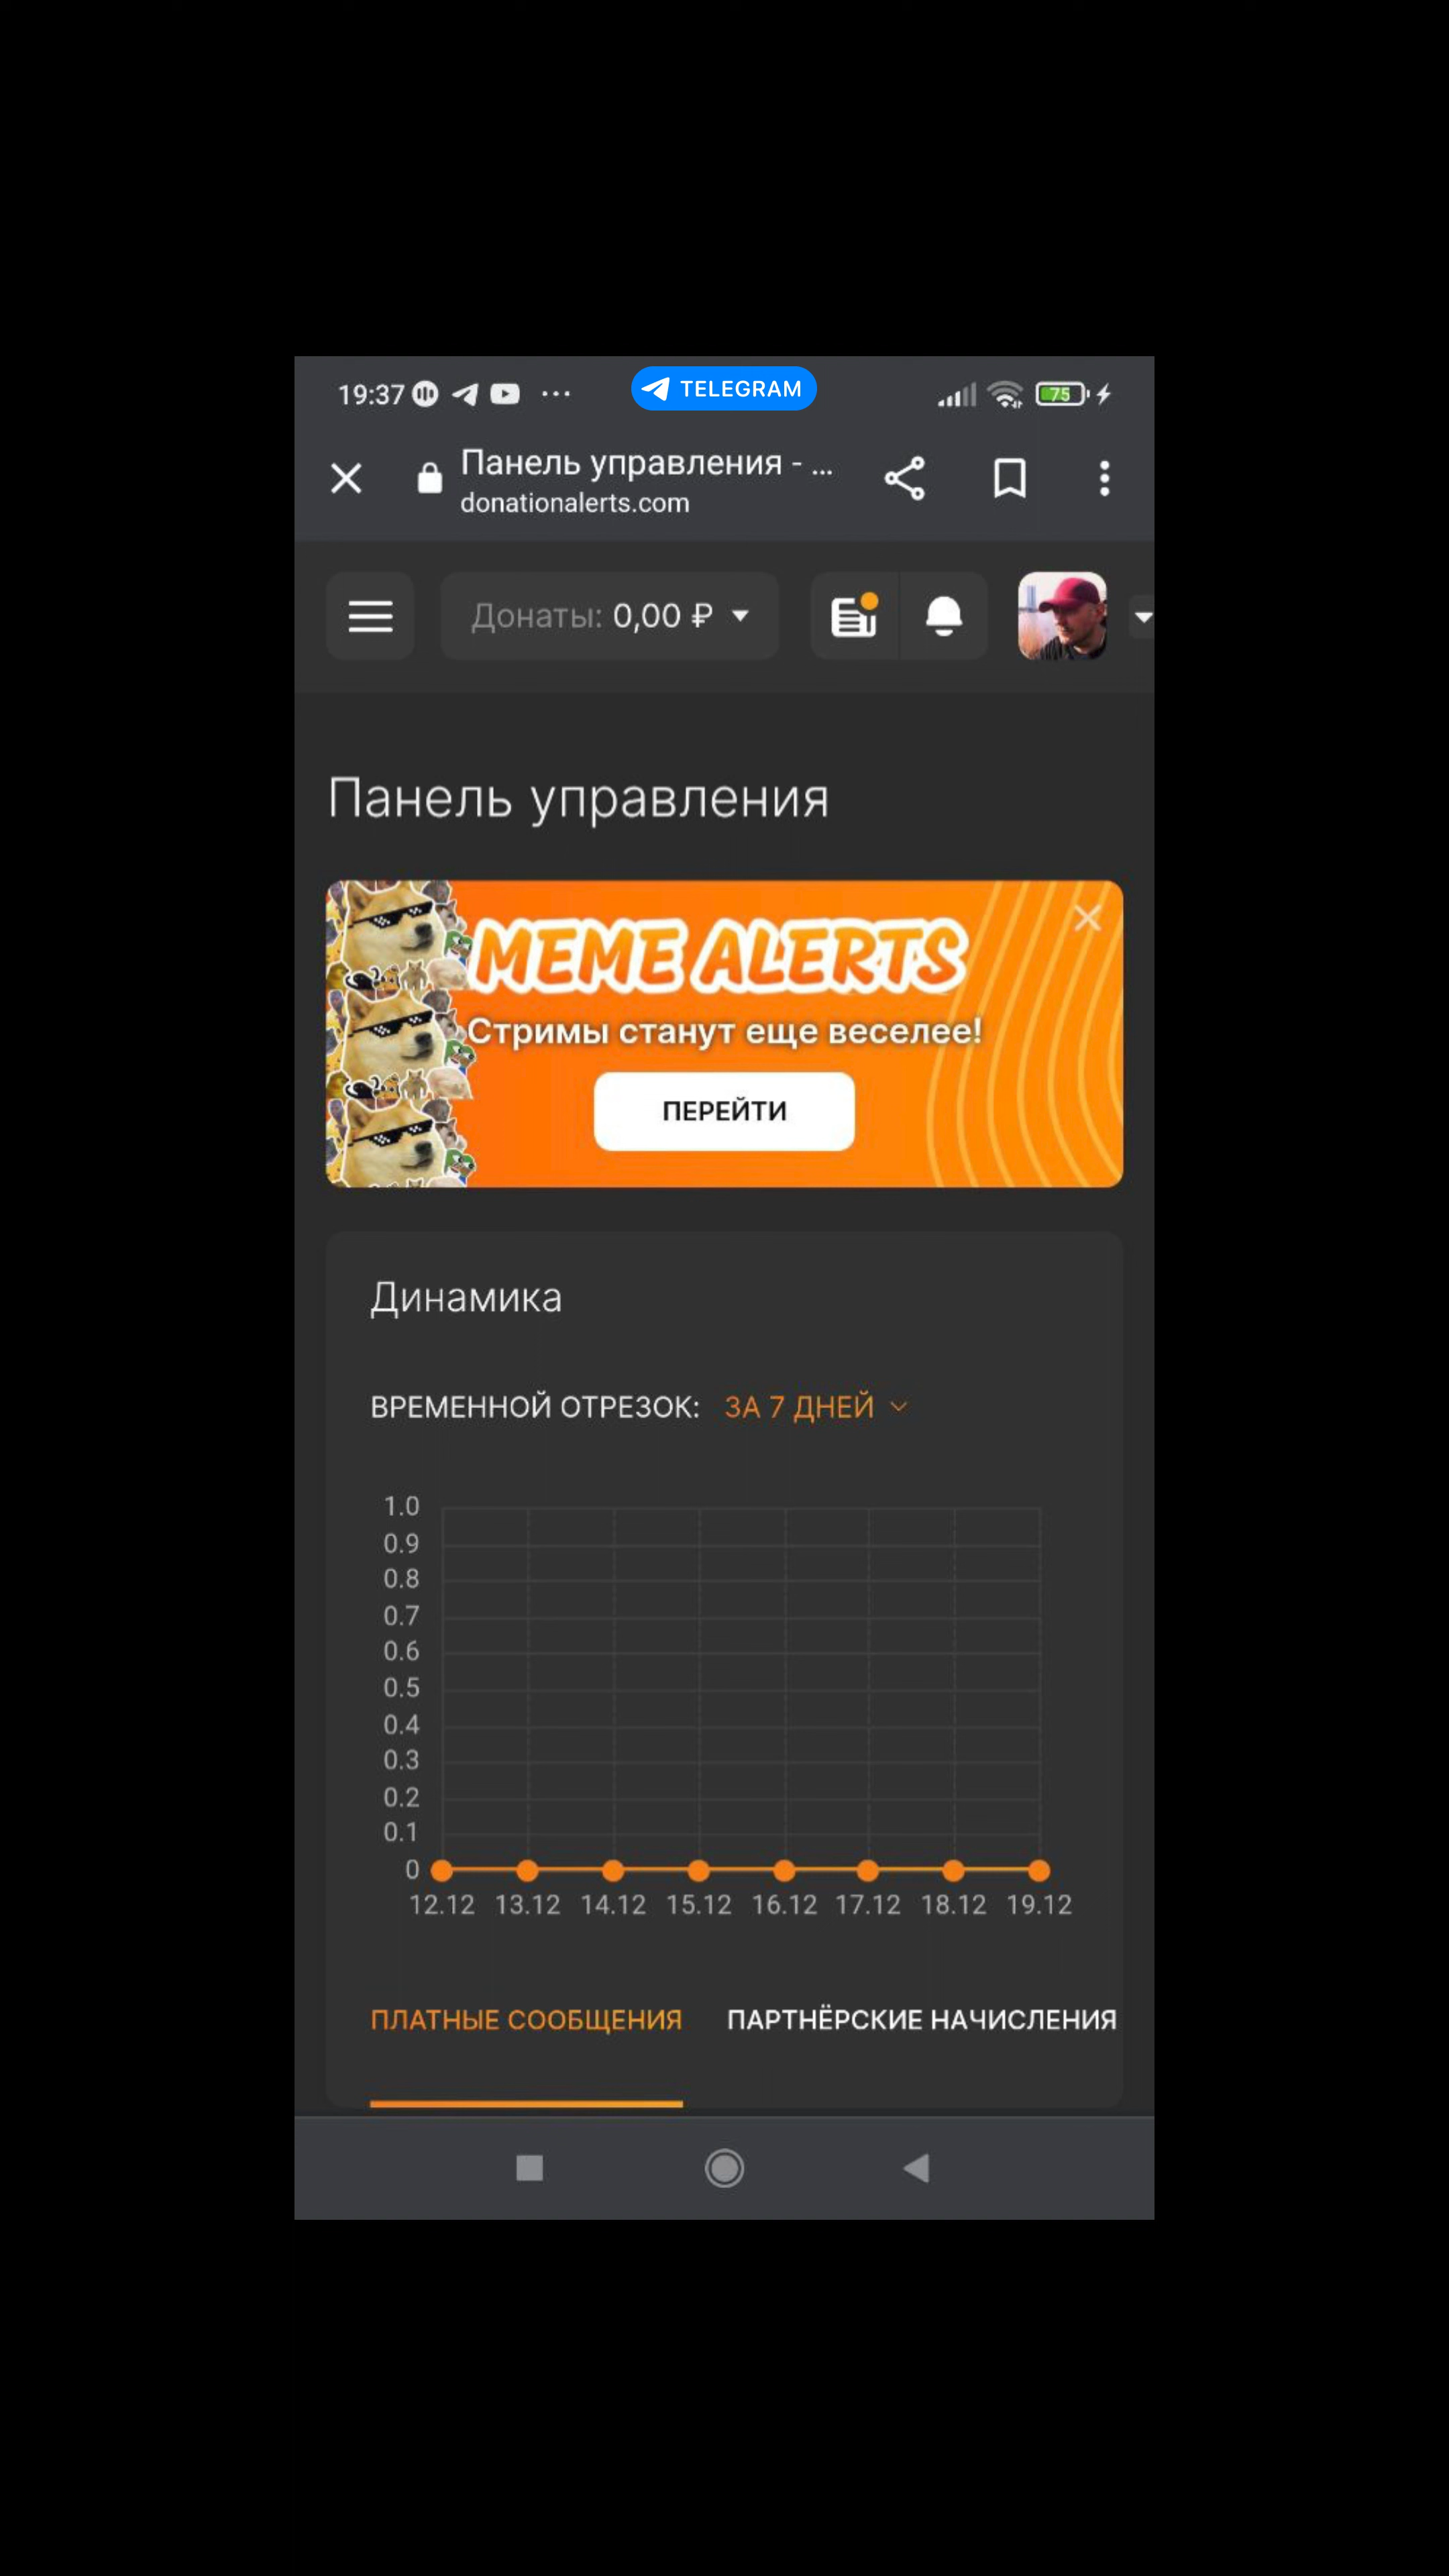 19:37
TELEGRAM
75
Панель управления - ...
donationalerts.com
Донаты: 0,00 ₽
Панель управления
MEME ALERTS
Стримы станут еще веселее!
ПЕРЕЙТИ
Динамика
ВРЕМЕННОЙ ОТРЕЗОК: ЗА 7 ДНЕЙ
1.0
0.9
0.8
0.7
0.6
0.5
0.4
0.3
0.2
0.1
0
12.12 13.12 14.12 15.12 16.12 17.12 18.12 19.12
ПЛАТНЫЕ СООБЩЕНИЯ ПАРТНЁРСКИЕ НАЧИСЛЕНИЯ